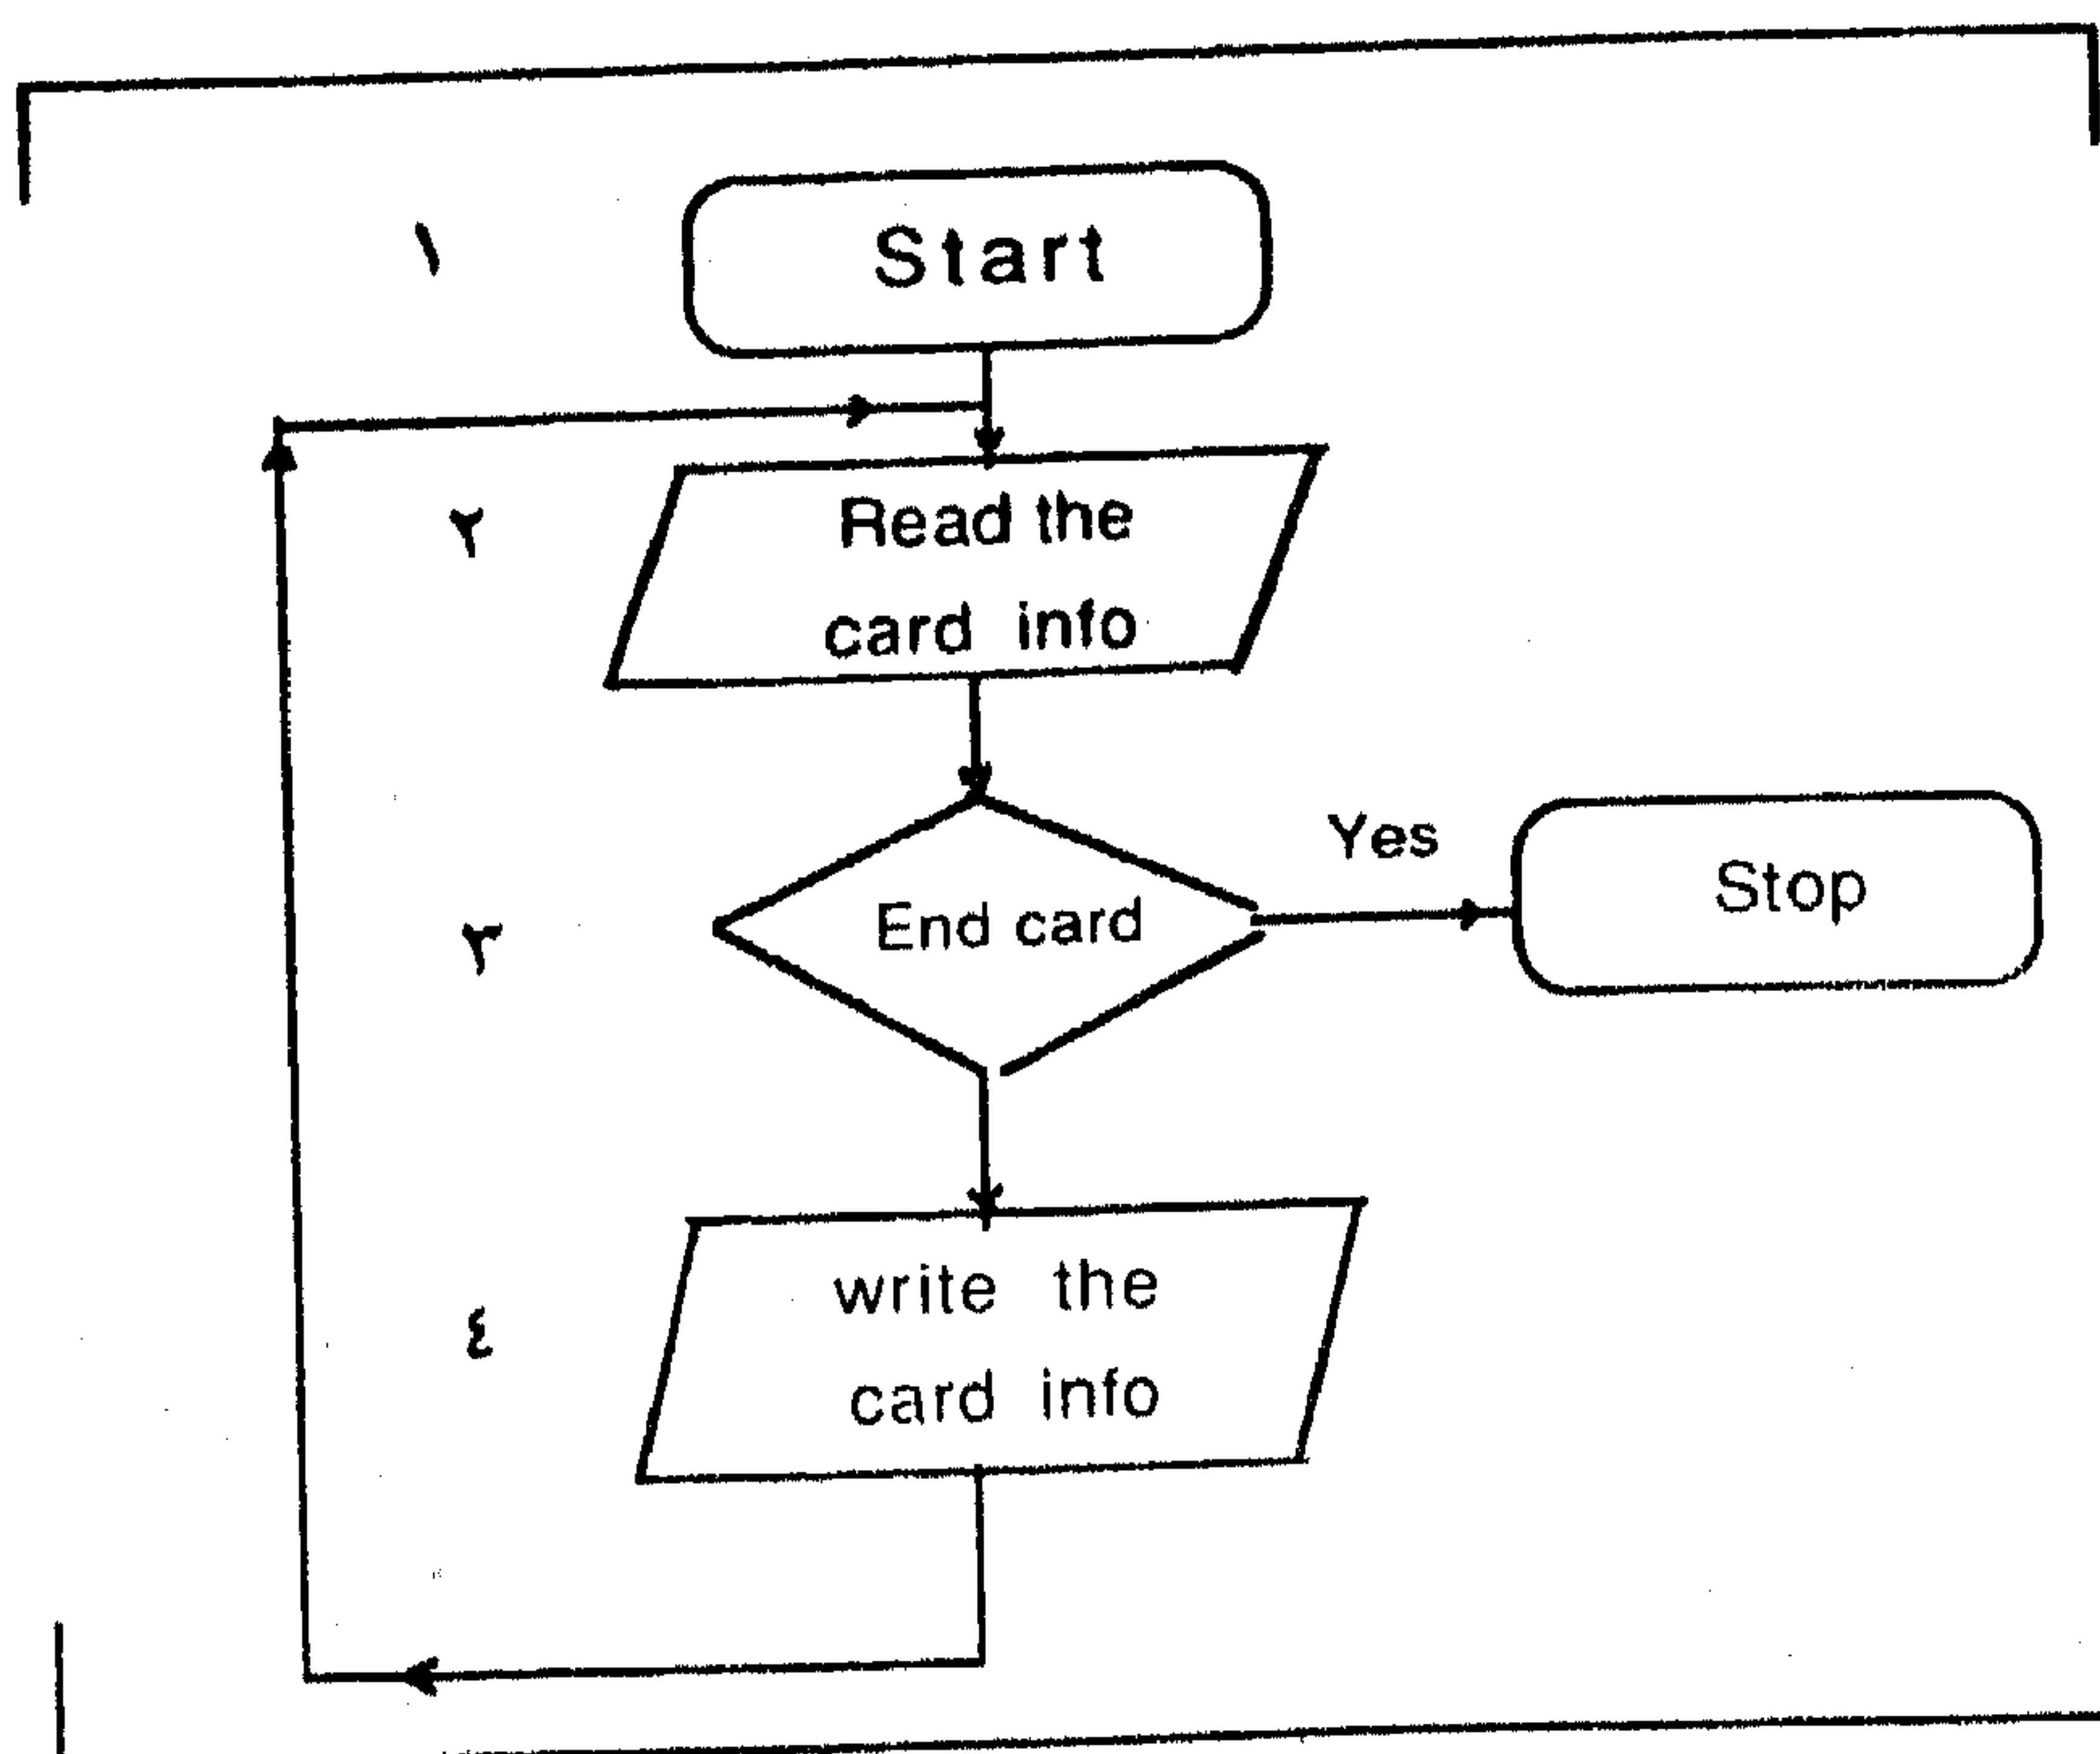 ١
Start
٢
Read the
card info
٣
End card
Yes
Stop
٤
write the
card info